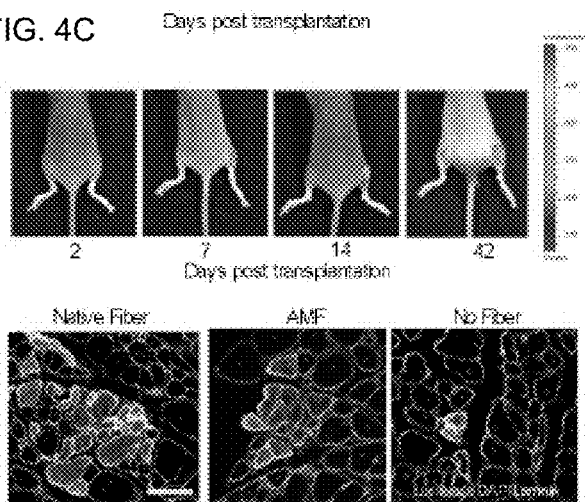 FIG. 4C
Days post transplantation
2 7 14 42
Days post transplantation
Native Fiber AMF No Fiber